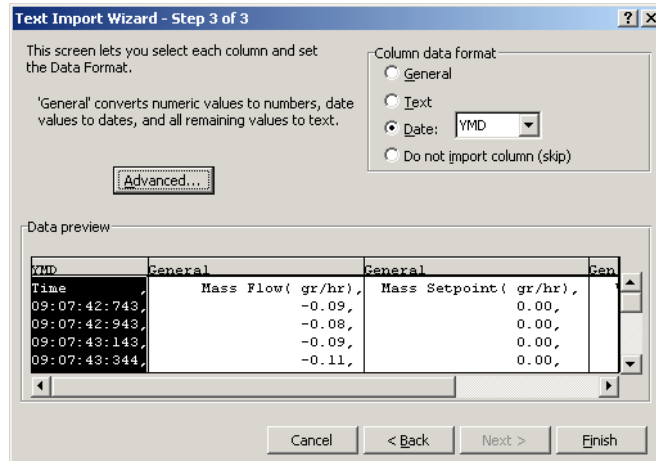 Text Import Wizard - Step 3 of 3
This screen lets you select each column and set
the Data Format.
'General' converts numeric values to numbers, date
values to dates, and all remaining values to text.
Advanced...
Column data format
General
Text
Date: YMD
Do not import column (skip)
Data preview
YMD General General Gen
Time , Mass Flow( gr/hr), Mass Setpoint( gr/hr),
09:07:42:743, -0.09, 0.00,
09:07:42:943, -0.08, 0.00,
09:07:43:143, -0.09, 0.00,
09:07:43:344, -0.11, 0.00,
Cancel < Back Next > Finish